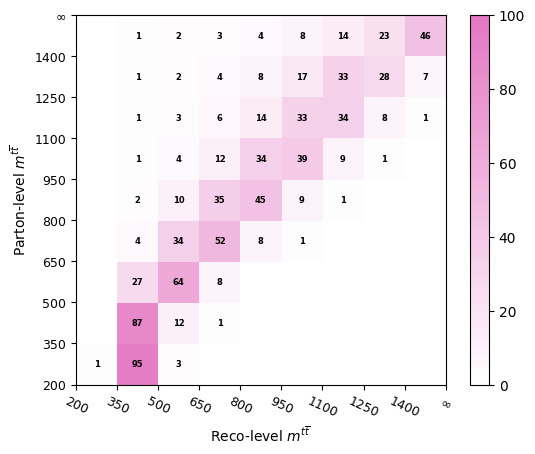 ∞ 1 2 3 4 8 14 23 46 100
1400
1 2 4 8 17 33 28 7
1250
80
1 3 6 14 33 34 8 1
1100
1 4 12 34 39 9 1
60
950
2 10 35 45 9 1
800
40
4 34 52 8 1
650
27 64 8
500
20
87 12 1
350
1 95 3
200
0
200 350 500 650 800 950 1100 1250 1400 ∞
Reco-level m^{tt̅}
Parton-level m^{tt̅}